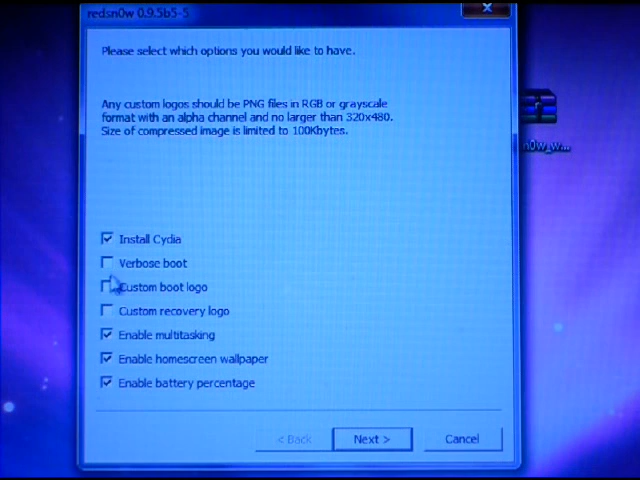 redsn0w 0.9.5b5-5
Please select which options you would like to have.
Any custom logos should be PNG files in RGB or grayscale
format with an alpha channel and no larger than 320x480.
Size of compressed image is limited to 100Kbytes.
n0w_w...
Install Cydia
Verbose boot
Custom boot logo
Custom recovery logo
Enable multitasking
Enable homescreen wallpaper
Enable battery percentage
< Back
Next >
Cancel